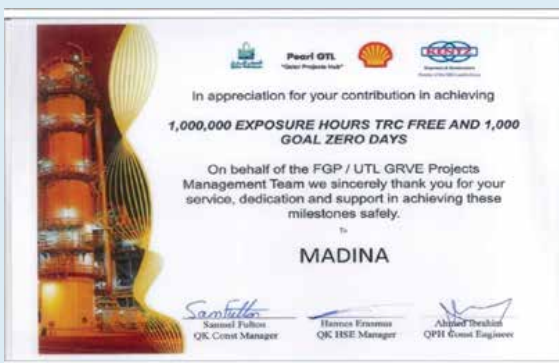 Pearl GTL
"Qatar Projects Hub"
KENTZ
In appreciation for your contribution in achieving
1,000,000 EXPOSURE HOURS TRC FREE AND 1,000
GOAL ZERO DAYS
On behalf of the FGP / UTL GRVE Projects
Management Team we sincerely thank you for your
service, dedication and support in achieving these
milestones safely.
To
MADINA
Samuel Fulton
Hannes Erasmus
Ahmed Ibrahim
QK Const Manager
QK HSE Manager
QPH Const Engineer